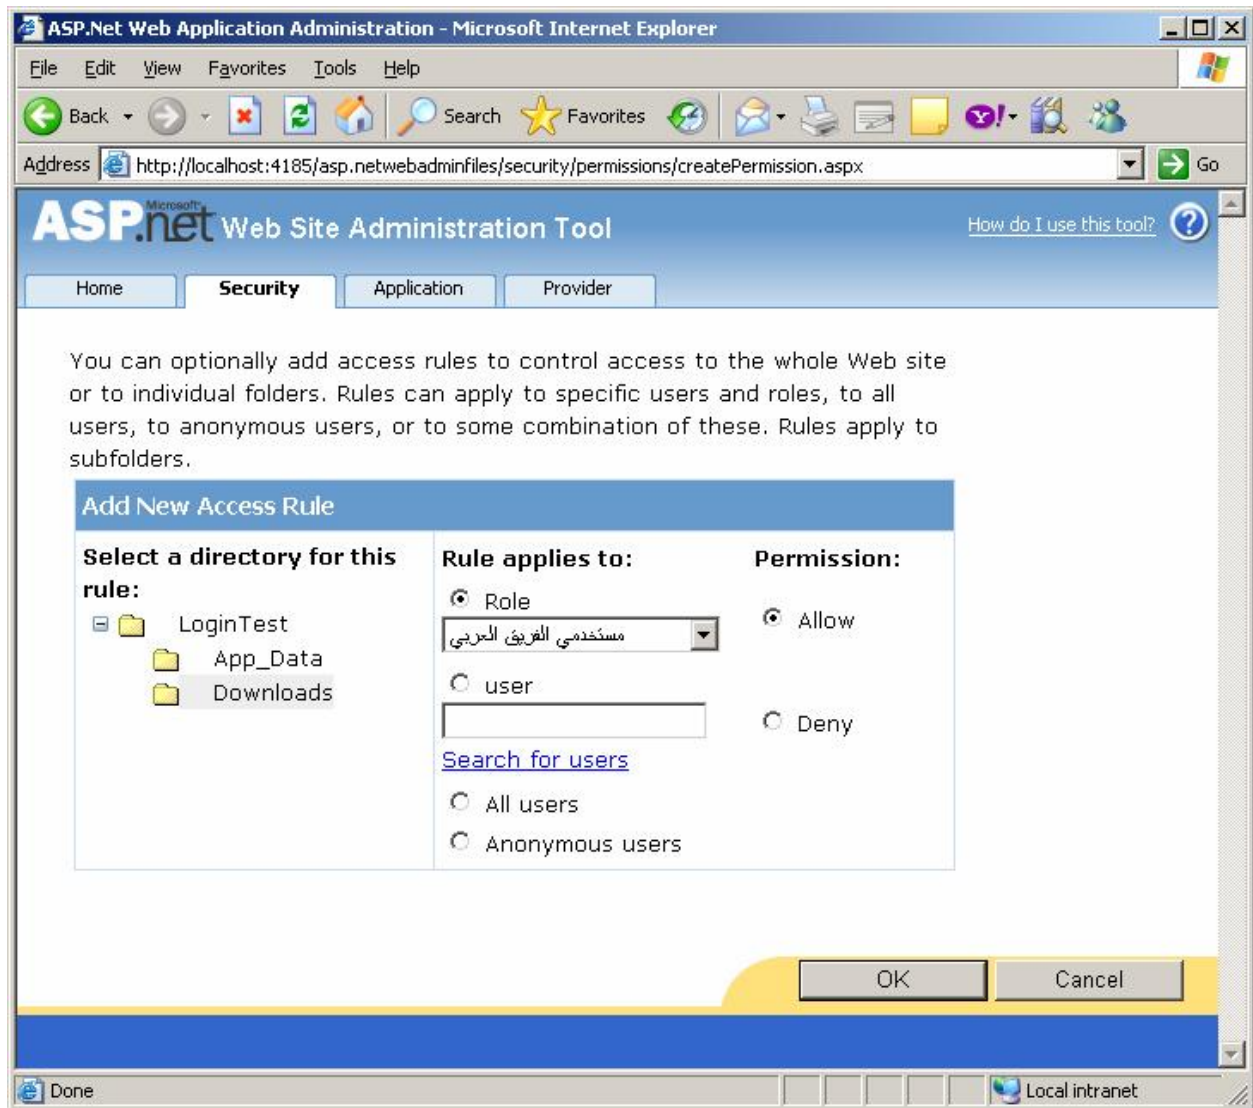 ASP.Net Web Application Administration - Microsoft Internet Explorer
File Edit View Favorites Tools Help
Back Search Favorites
Address http://localhost:4185/asp.netwebadminfiles/security/permissions/createPermission.aspx Go
Microsoft
ASP.net Web Site Administration Tool How do I use this tool? ?
Home Security Application Provider
You can optionally add access rules to control access to the whole Web site
or to individual folders. Rules can apply to specific users and roles, to all
users, to anonymous users, or to some combination of these. Rules apply to
subfolders.
Add New Access Rule
Select a directory for this
rule:
LoginTest
App_Data
Downloads
Rule applies to:
Role
مستخدمي الفريق العربي
user
Search for users
All users
Anonymous users
Permission:
Allow
Deny
OK Cancel
Done Local intranet